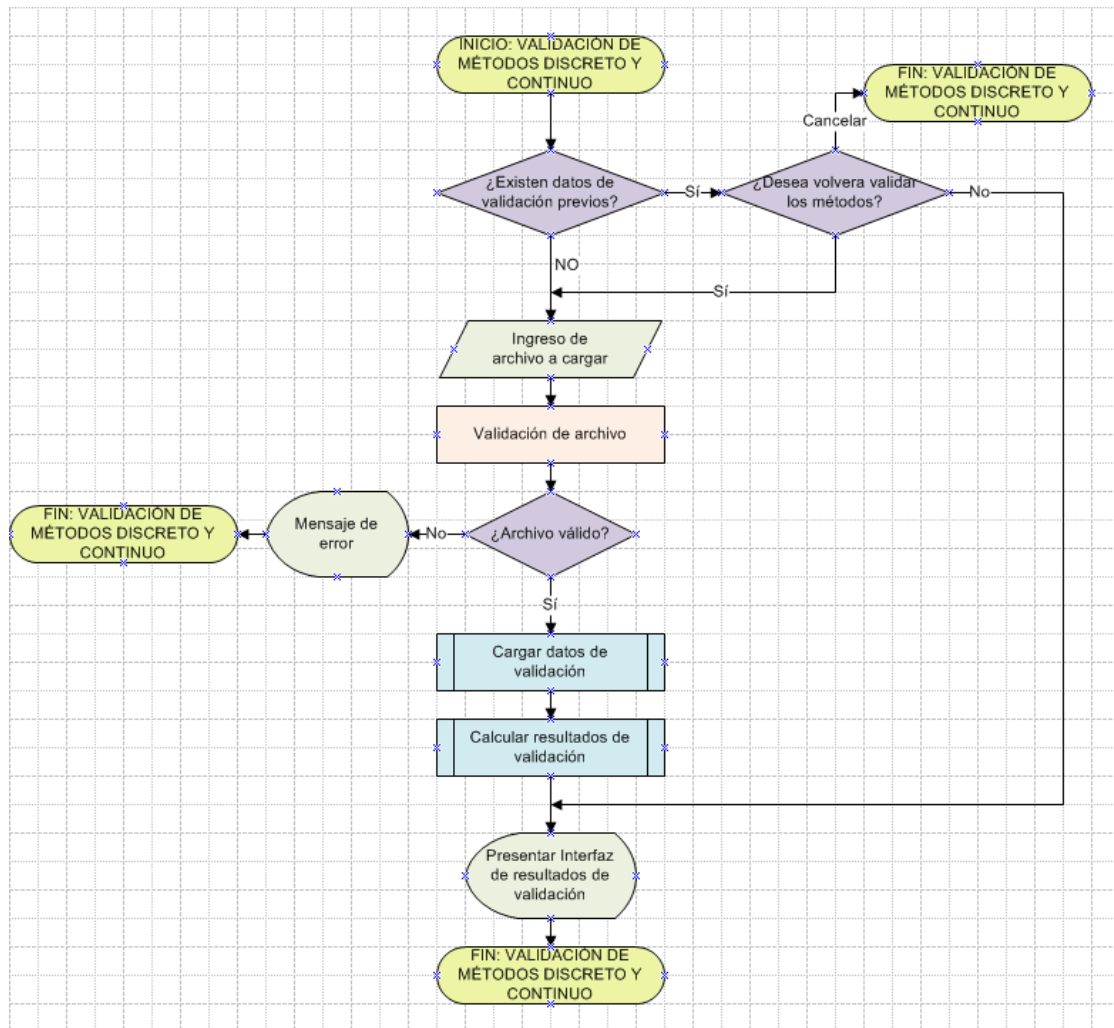 INICIO: VALIDACIÓN DE
MÉTODOS DISCRETO Y
CONTINUO
FIN: VALIDACIÓN DE
MÉTODOS DISCRETO Y
CONTINUO
Cancelar
¿Existen datos de
validación previos?
Sí
¿Desea volvera validar
los métodos?
No
NO
Sí
Ingreso de
archivo a cargar
Validación de archivo
FIN: VALIDACIÓN DE
MÉTODOS DISCRETO Y
CONTINUO
Mensaje de
error
No
¿Archivo válido?
Sí
Cargar datos de
validación
Calcular resultados de
validación
Presentar Interfaz
de resultados de
validación
FIN: VALIDACIÓN DE
MÉTODOS DISCRETO Y
CONTINUO